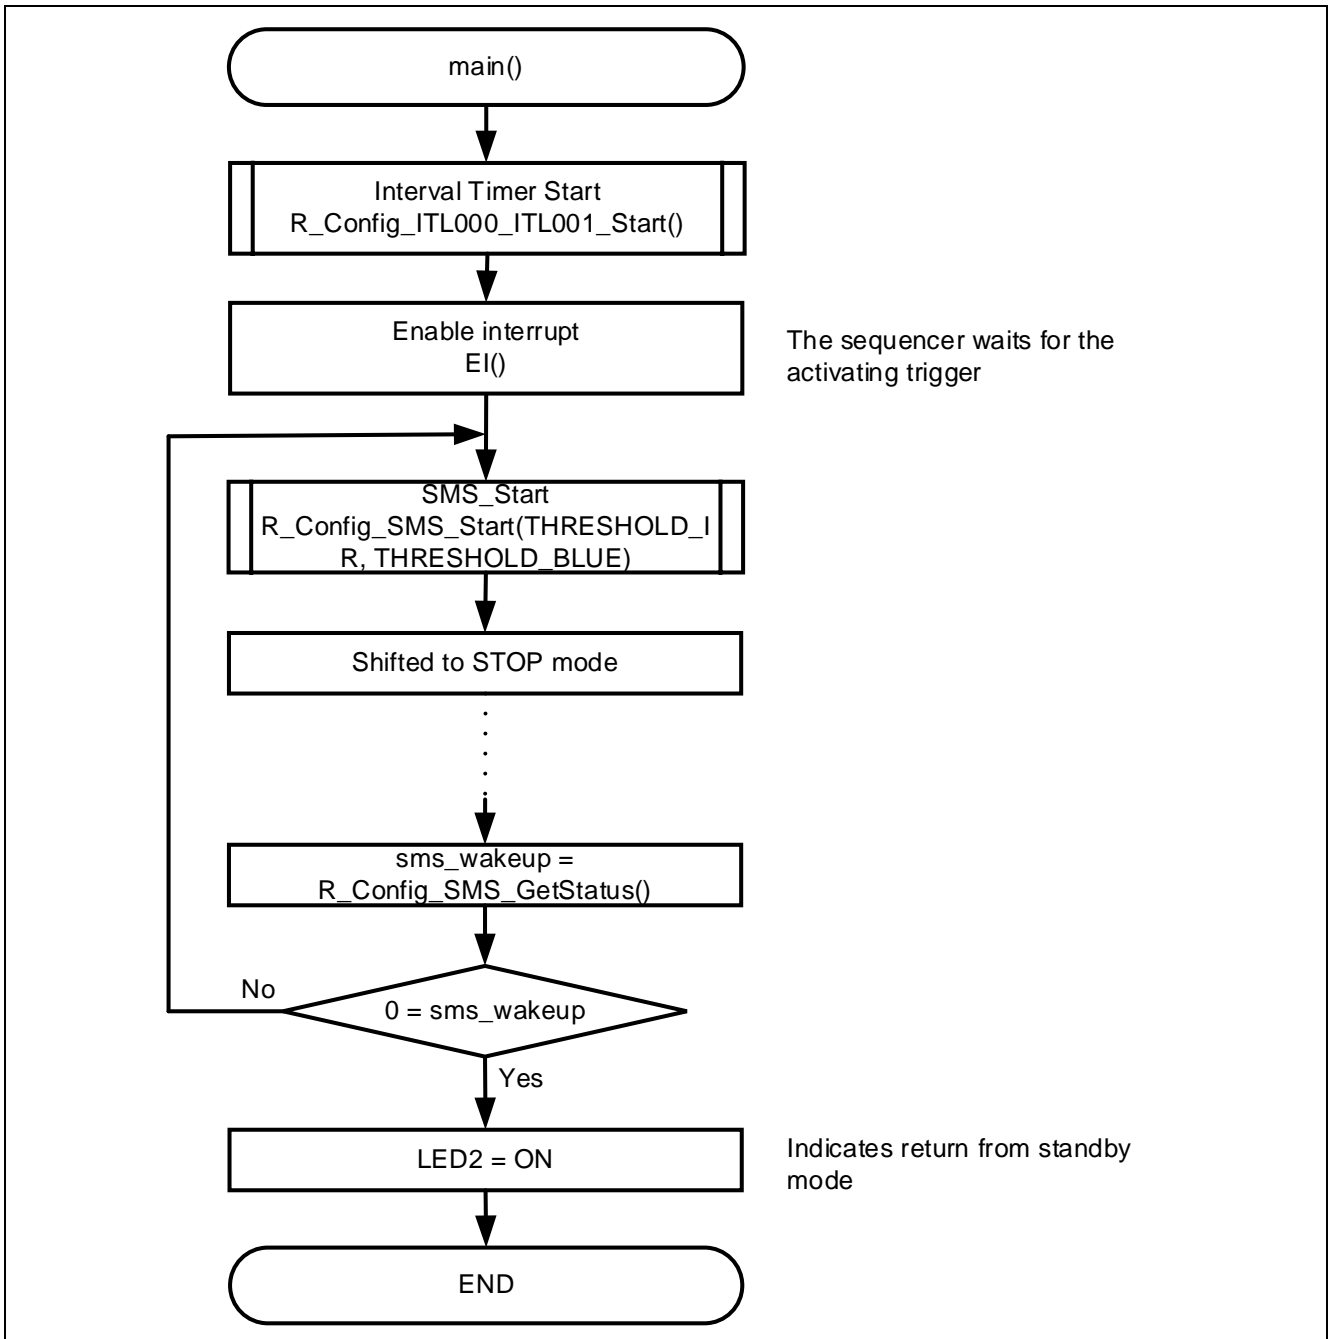 main()
Interval Timer Start
R_Config_ITL000_ITL001_Start()
Enable interrupt
EI()
The sequencer waits for the
activating trigger
SMS_Start
R_Config_SMS_Start(THRESHOLD_I
R, THRESHOLD_BLUE)
Shifted to STOP mode
sms_wakeup =
R_Config_SMS_GetStatus()
No
0 = sms_wakeup
Yes
LED2 = ON
Indicates return from standby
mode
END